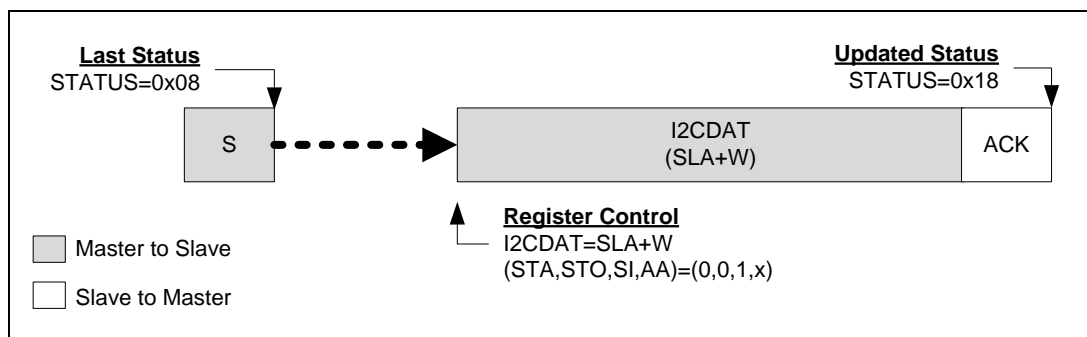 Last Status
STATUS=0x08
Updated Status
STATUS=0x18
S
I2CDAT
(SLA+W)
ACK
Register Control
I2CDAT=SLA+W
(STA,STO,SI,AA)=(0,0,1,x)
Master to Slave
Slave to Master